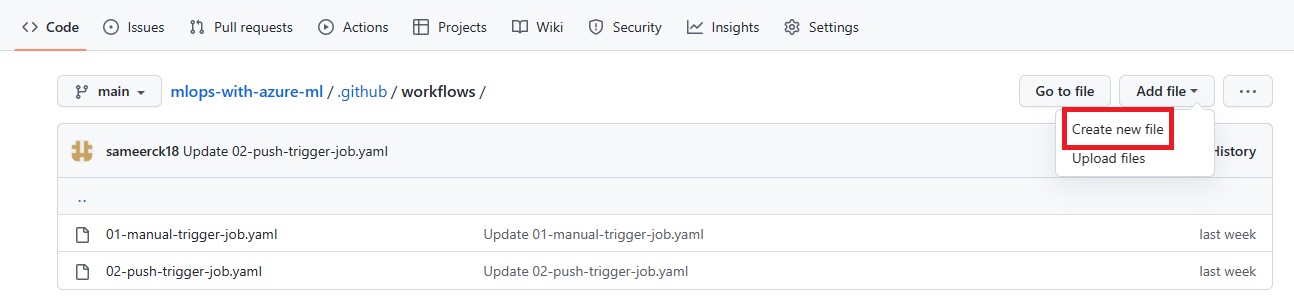 Code Issues Pull requests Actions Projects Wiki Security Insights Settings
main mlops-with-azure-ml / .github / workflows / Go to file Add file ...
Create new file
sameerck18 Update 02-push-trigger-job.yaml History
Upload files
..
01-manual-trigger-job.yaml Update 01-manual-trigger-job.yaml last week
02-push-trigger-job.yaml Update 02-push-trigger-job.yaml last week